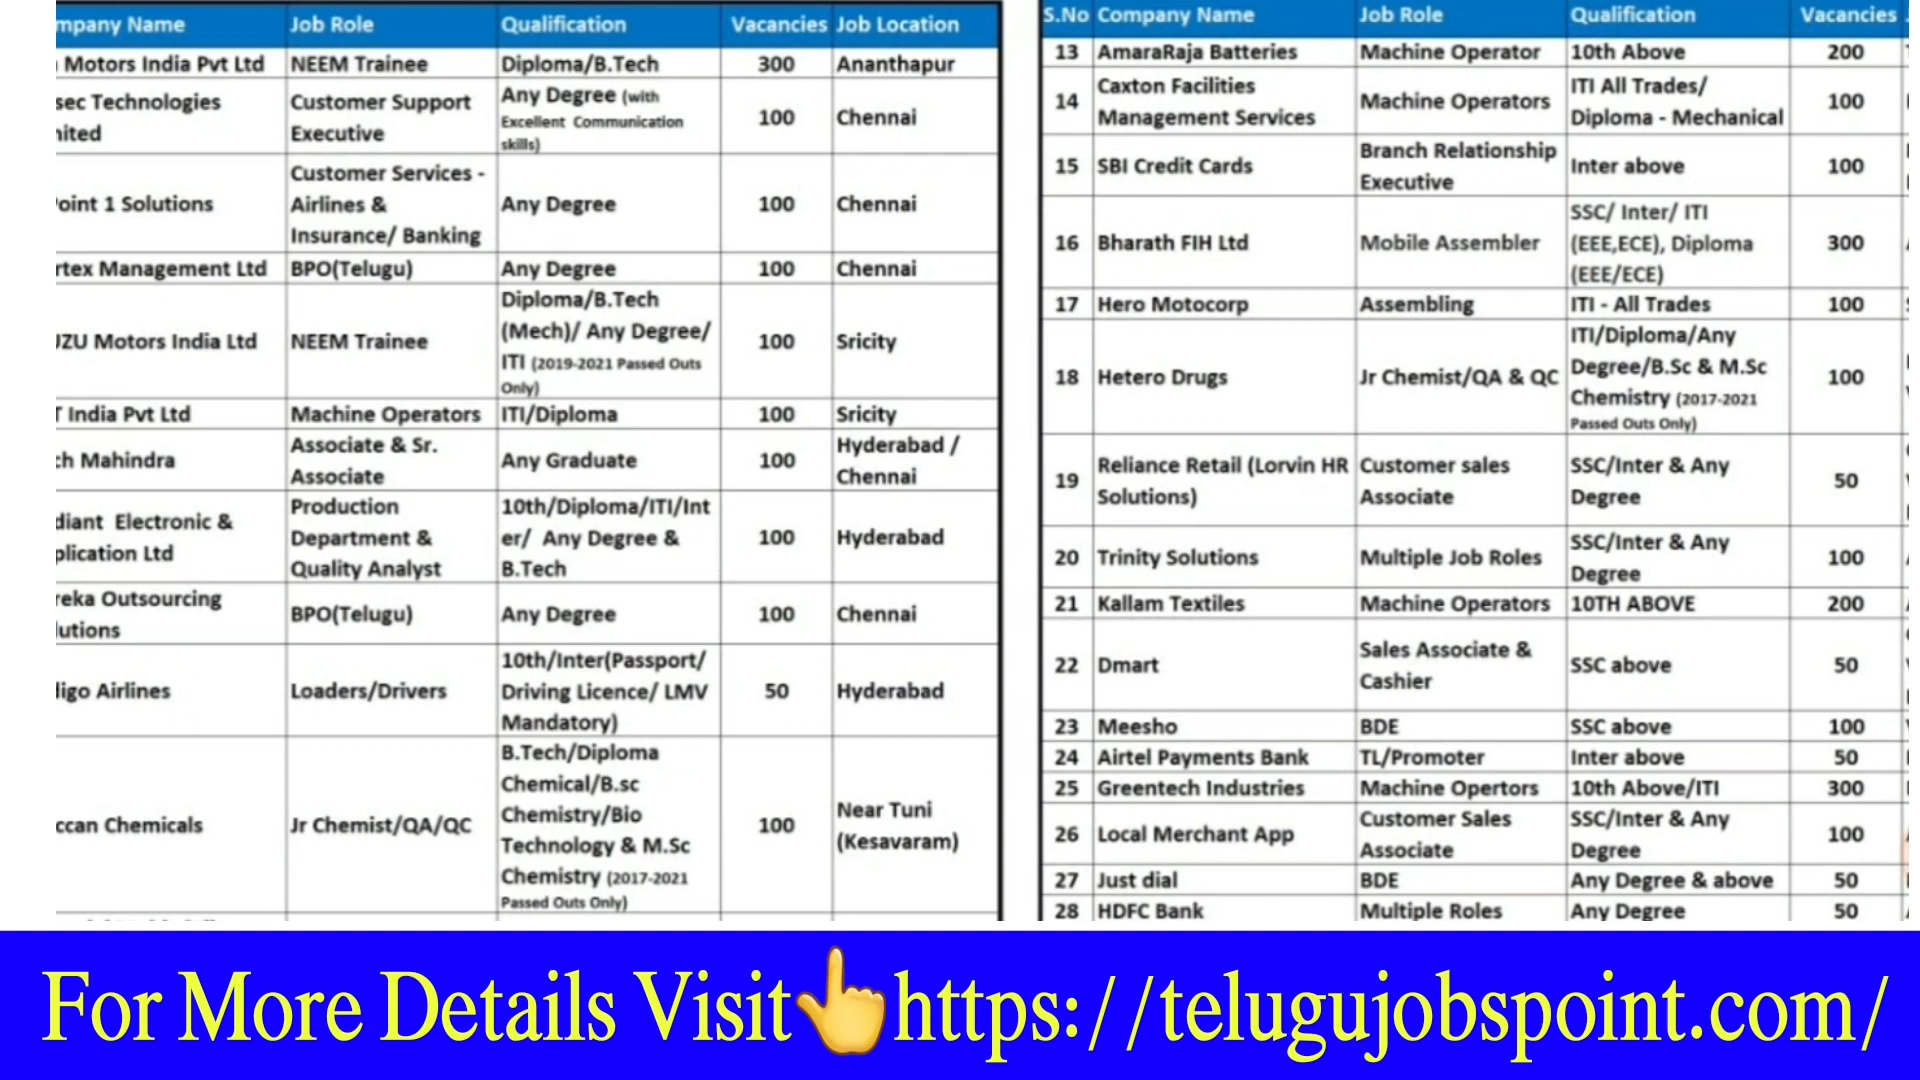 mpany Name Job Role Qualification Vacancies Job Location
Motors India Pvt Ltd NEEM Trainee Diploma/B.Tech 300 Ananthapur
sec Technologies
nited Customer Support
Executive Any Degree (with
Excellent Communication
skills) 100 Chennai
oint 1 Solutions Customer Services -
Airlines &
Insurance/ Banking Any Degree 100 Chennai
rtex Management Ltd BPO(Telugu) Any Degree 100 Chennai
UZU Motors India Ltd NEEM Trainee Diploma/B.Tech
(Mech)/ Any Degree/
ITI (2019-2021 Passed Outs
Only) 100 Sricity
T India Pvt Ltd Machine Operators ITI/Diploma 100 Sricity
ch Mahindra Associate & Sr.
Associate Any Graduate 100 Hyderabad /
Chennai
diant Electronic &
plication Ltd Production
Department &
Quality Analyst 10th/Diploma/ITI/Int
er/ Any Degree &
B.Tech 100 Hyderabad
reka Outsourcing
lutions BPO(Telugu) Any Degree 100 Chennai
digo Airlines Loaders/Drivers 10th/Inter(Passport/
Driving Licence/ LMV
Mandatory) 50 Hyderabad
ccan Chemicals Jr Chemist/QA/QC B.Tech/Diploma
Chemical/B.sc
Chemistry/Bio
Technology & M.Sc
Chemistry (2017-2021
Passed Outs Only) 100 Near Tuni
(Kesavaram)
S.No Company Name Job Role Qualification Vacancies
13 AmaraRaja Batteries Machine Operator 10th Above 200
14 Caxton Facilities
Management Services Machine Operators ITI All Trades/
Diploma - Mechanical 100
15 SBI Credit Cards Branch Relationship
Executive Inter above 100
16 Bharath FIH Ltd Mobile Assembler SSC/ Inter/ ITI
(EEE,ECE), Diploma
(EEE/ECE) 300
17 Hero Motocorp Assembling ITI - All Trades 100
18 Hetero Drugs Jr Chemist/QA & QC ITI/Diploma/Any
Degree/B.Sc & M.Sc
Chemistry (2017-2021
Passed Outs Only) 100
19 Reliance Retail (Lorvin HR
Solutions) Customer sales
Associate SSC/Inter & Any
Degree 50
20 Trinity Solutions Multiple Job Roles SSC/Inter & Any
Degree 100
21 Kallam Textiles Machine Operators 10TH ABOVE 200
22 Dmart Sales Associate &
Cashier SSC above 50
23 Meesho BDE SSC above 100
24 Airtel Payments Bank TL/Promoter Inter above 50
25 Greentech Industries Machine Opertors 10th Above/ITI 300
26 Local Merchant App Customer Sales
Associate SSC/Inter & Any
Degree 100
27 Just dial BDE Any Degree & above 50
28 HDFC Bank Multiple Roles Any Degree 50
For More Details Visit https://telugujobspoint.com/